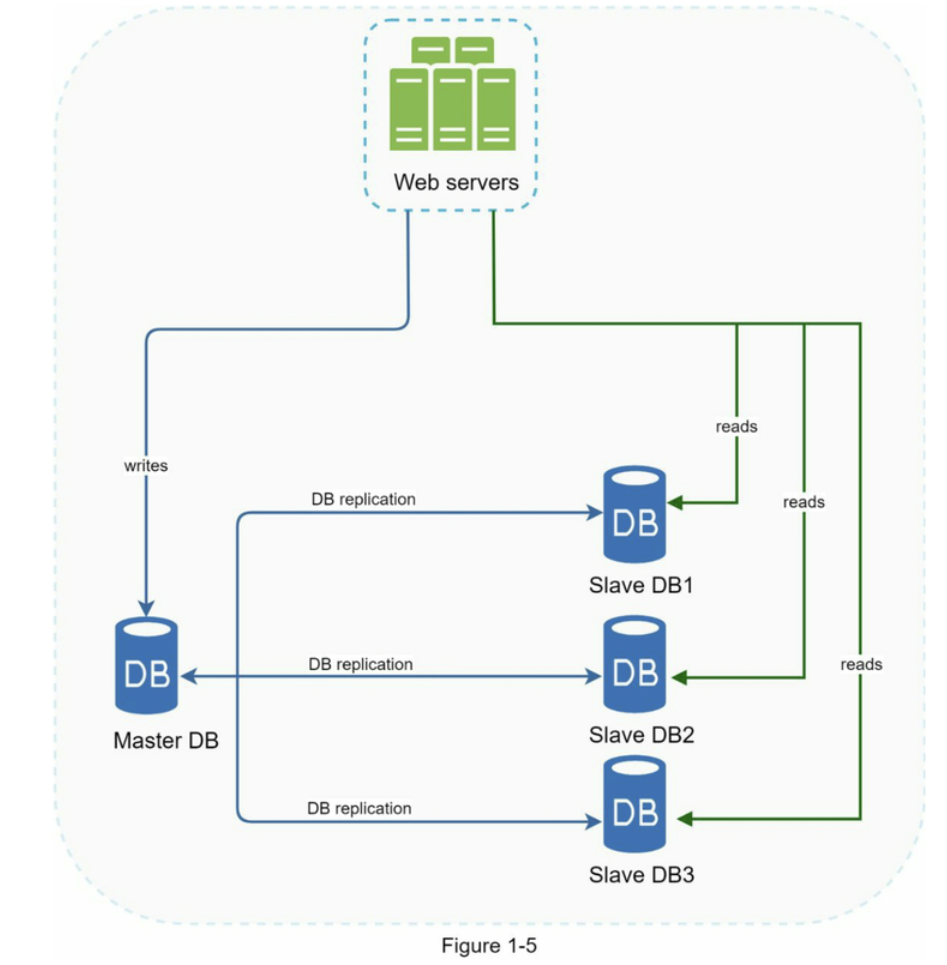 Web servers
reads
writes
DB replication
reads
DB
Slave DB1
DB replication
reads
DB
DB
Slave DB2
Master DB
DB replication
DB
Slave DB3
Figure 1-5